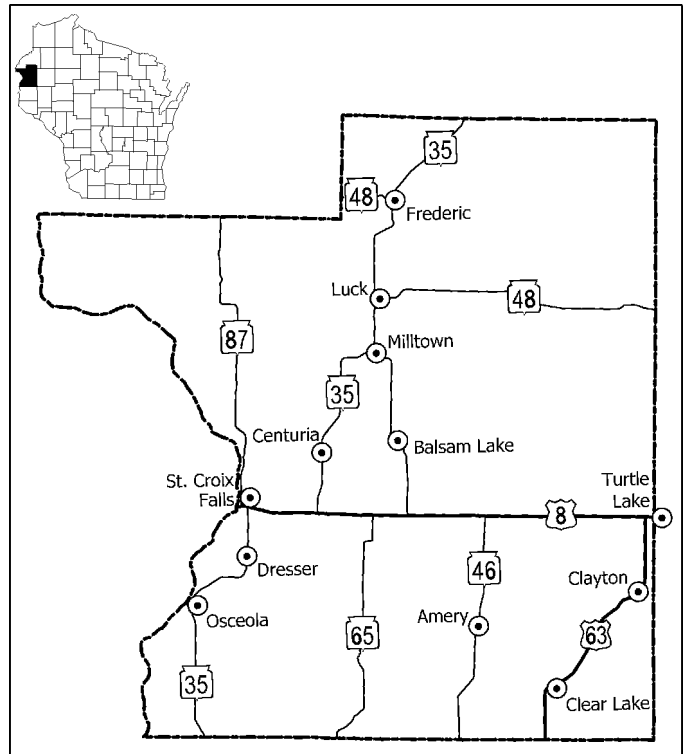 35
48
Frederic
Luck
48
87
Milltown
35
Centuria
Balsam Lake
St. Croix
Falls
Turtle
Lake
8
Dresser
46
Clayton
Osceola
65
Amery
63
35
Clear Lake